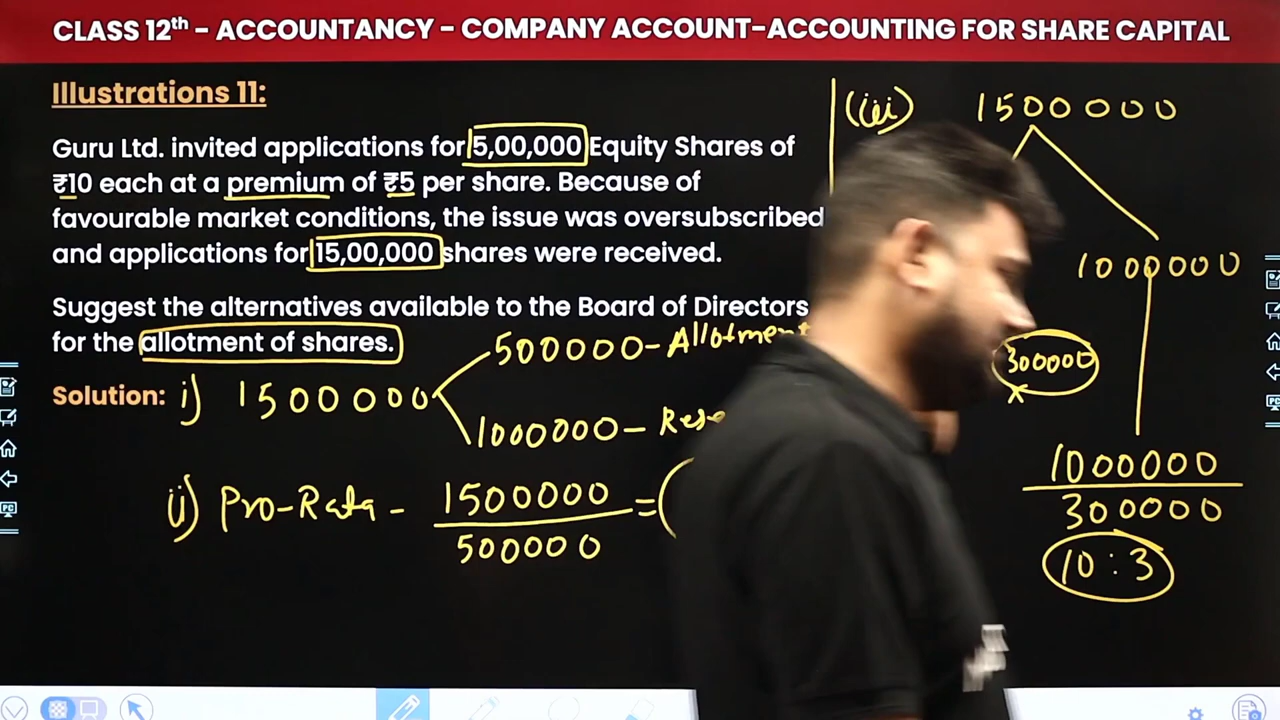 CLASS 12th - ACCOUNTANCY - COMPANY ACCOUNT-ACCOUNTING FOR SHARE CAPITAL
Illustrations 11:
Guru Ltd. invited applications for 5,00,000 Equity Shares of
₹10 each at a premium of ₹5 per share. Because of
favourable market conditions, the issue was oversubscribed
and applications for 15,00,000 shares were received.
Suggest the alternatives available to the Board of Directors
for the allotment of shares.
Solution: i) 1500000
500000- Allotment
1000000-
ii) Pro-Rata - 1500000 = (
500000
(iii) 1500000
1000000
300000
x
1000000
300000
10 : 3
PC
PC